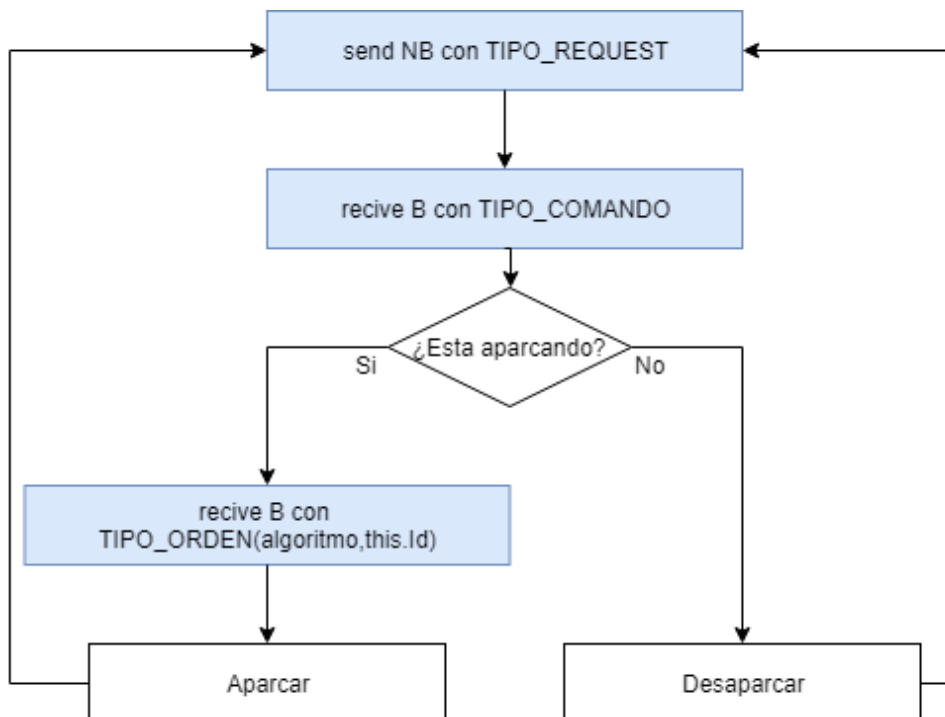 send NB con TIPO_REQUEST
recive B con TIPO_COMANDO
¿Esta aparcando?
Si
No
recive B con
TIPO_ORDEN(algoritmo,this.Id)
Aparcar
Desaparcar